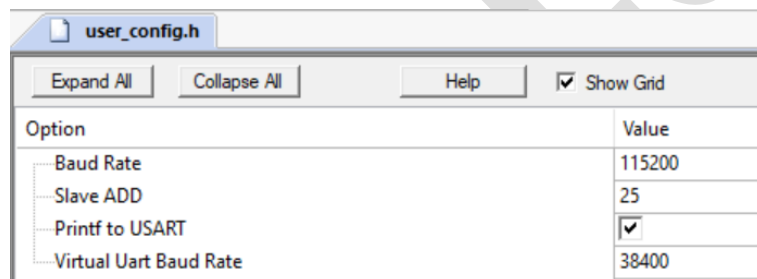 user_config.h
Expand All Collapse All Help Show Grid
Option Value
Baud Rate 115200
Slave ADD 25
Printf to USART
Virtual Uart Baud Rate 38400